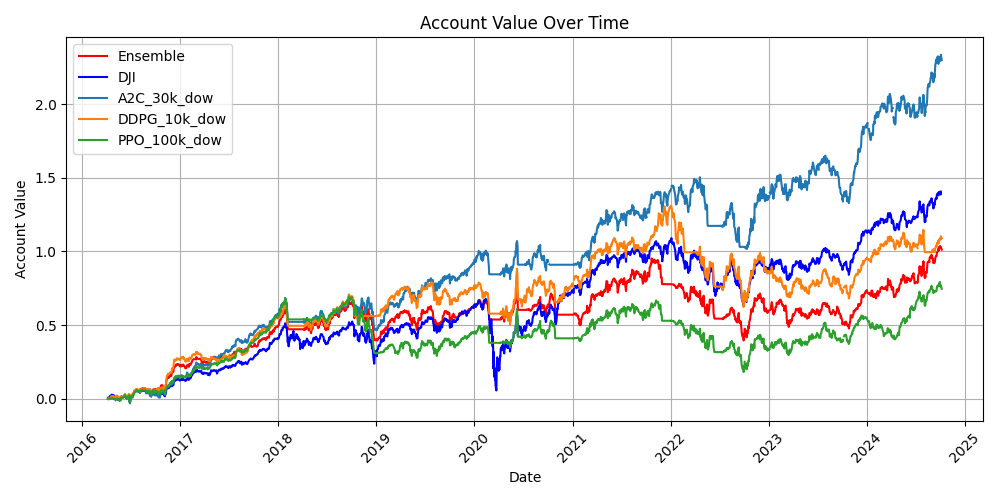 Account Value Over Time
Ensemble
DJI
A2C_30k_dow
DDPG_10k_dow
PPO_100k_dow
Account Value
2.0
1.5
1.0
0.5
0.0
2016
2017
2018
2019
2020
2021
2022
2023
2024
2025
Date